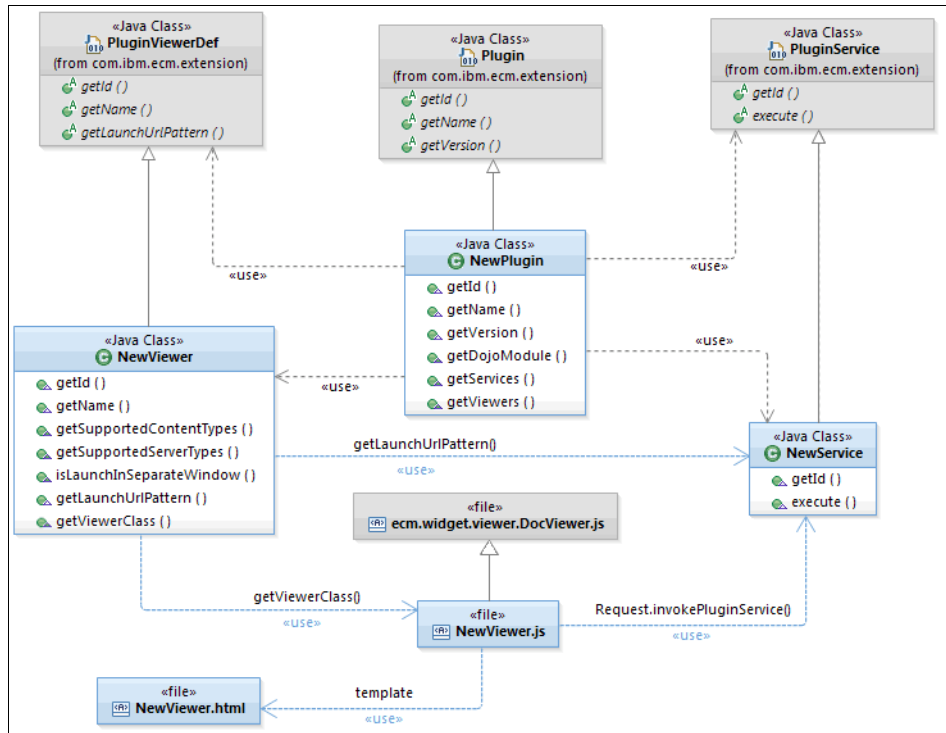 «Java Class»
PluginViewerDef
(from com.ibm.ecm.extension)
getId ( )
getName ( )
getLaunchUrlPattern ( )
«Java Class»
Plugin
(from com.ibm.ecm.extension)
getId ( )
getName ( )
getVersion ( )
«Java Class»
PluginService
(from com.ibm.ecm.extension)
getId ( )
execute ( )
«use»
«use»
«Java Class»
NewPlugin
getId ( )
getName ( )
getVersion ( )
getDojoModule ( )
getServices ( )
getViewers ( )
«use»
«use»
«Java Class»
NewViewer
getId ( )
getName ( )
getSupportedContentTypes ( )
getSupportedServerTypes ( )
isLaunchInSeparateWindow ( )
getLaunchUrlPattern ( )
getViewerClass ( )
getLaunchUrlPattern()
«use»
«Java Class»
NewService
getId ( )
execute ( )
«file»
ecm.widget.viewer.DocViewer.js
getViewerClass()
«use»
«file»
NewViewer.js
Request.invokePluginService()
«use»
template
«use»
«file»
NewViewer.html